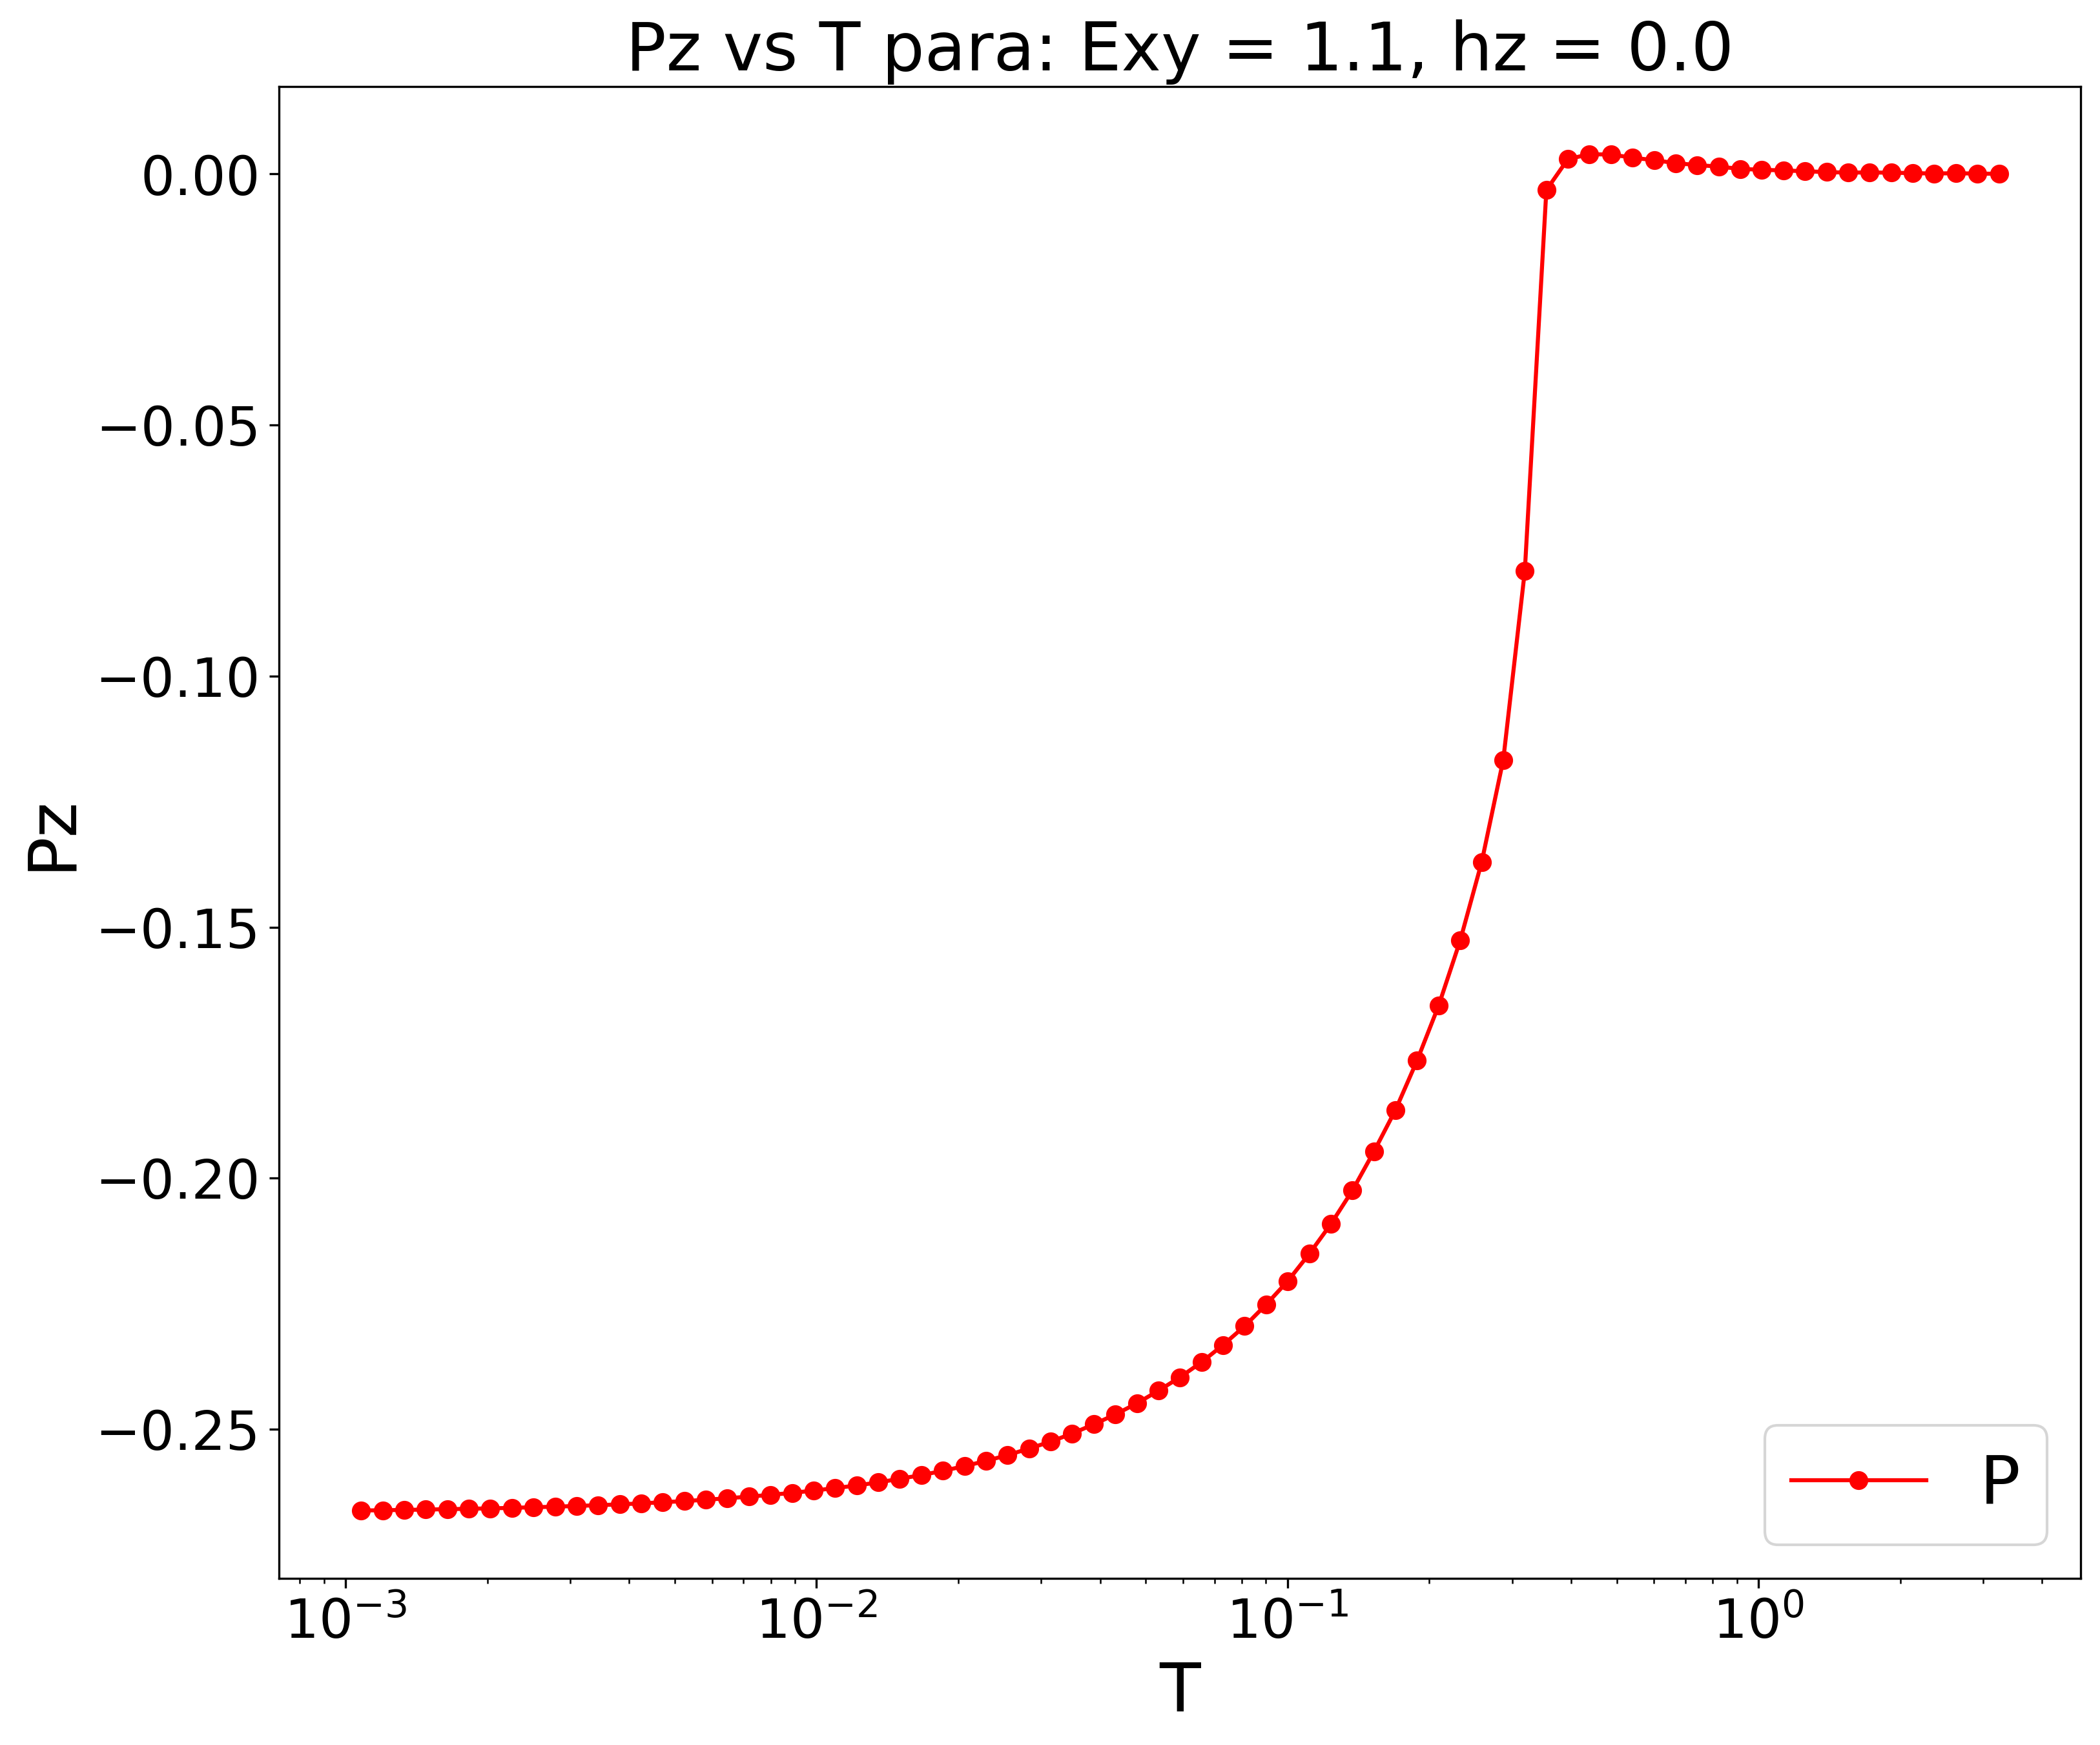 Pz vs T para: Exy = 1.1, hz = 0.0
Pz
0.00
−0.05
−0.10
−0.15
−0.20
−0.25
10⁻³ 10⁻² 10⁻¹ 10⁰
T
P